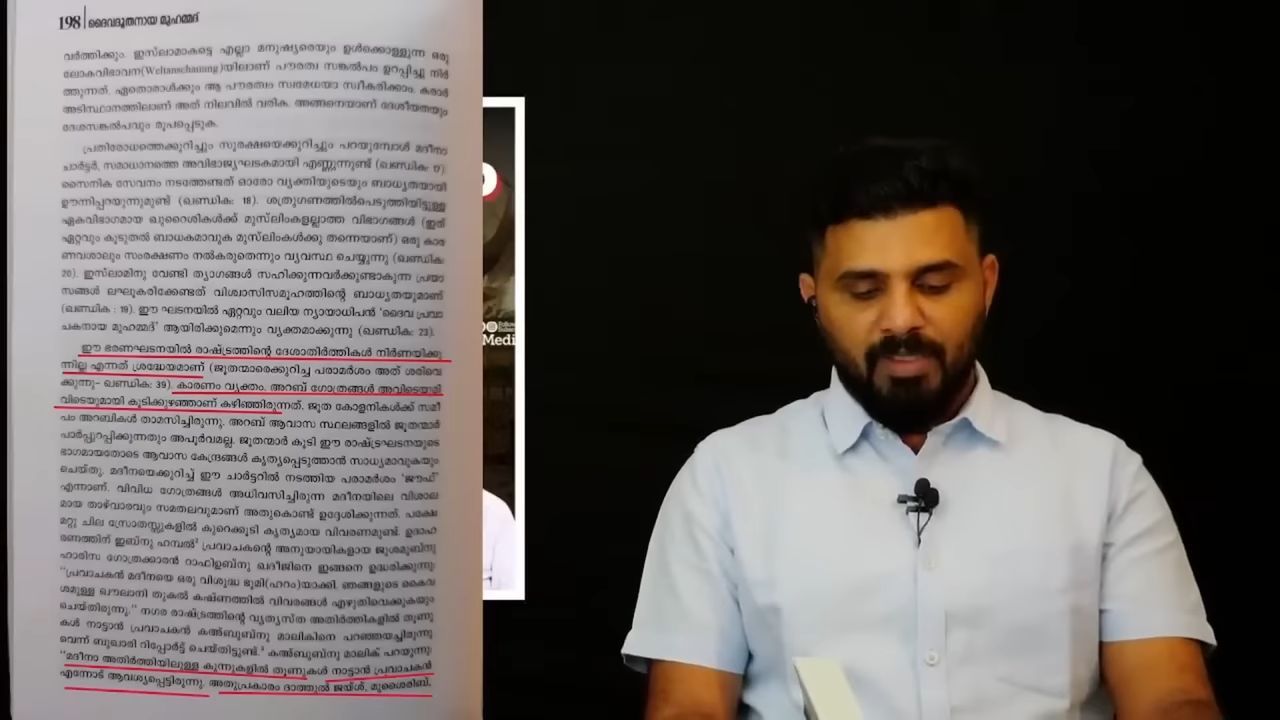 198 ദൈവദൂതനായ മുഹമ്മദ്
വർത്തിക്കും. ഇസ്‌ലാമാകട്ടെ എല്ലാ മനുഷ്യരെയും ഉൾക്കൊള്ളുന്ന ഒരു
ലോകവിഭാവന(Weltanschauung)യിലാണ് പൗരത്വ സങ്കൽപം ഉറപ്പിച്ചു നിർ
ത്തുന്നത്. ഏതൊരാൾക്കും ആ പൗരത്വം സ്വമേധയാ സ്വീകരിക്കാം. കരാർ
അടിസ്ഥാനത്തിലാണ് അത് നിലവിൽ വരിക. അങ്ങനെയാണ് ദേശീയതയും
ദേശസങ്കൽപവും രൂപപ്പെടുക.
പ്രതിരോധത്തെക്കുറിച്ചും സുരക്ഷയെക്കുറിച്ചും പറയുമ്പോൾ മദീനാ
ചാർട്ടർ, സമാധാനത്തെ അവിഭാജ്യഘടകമായി എണ്ണുന്നുണ്ട് (ഖണ്ഡിക: 17).
സൈനിക സേവനം നടത്തേണ്ടത് ഓരോ വ്യക്തിയുടെയും ബാധ്യതയായി
ഊന്നിപ്പറയുന്നുമുണ്ട് (ഖണ്ഡിക: 18). ശത്രുഗണത്തിൽപെടുത്തിയിട്ടുള്ള
ഏകവിഭാഗമായ ഖുറൈശികൾക്ക് മുസ്‌ലിംകളല്ലാത്ത വിഭാഗങ്ങൾ (ഇത്
ഏറ്റവും കൂടുതൽ ബാധകമാവുക മുസ്‌ലിംകൾക്കു തന്നെയാണ്) ഒരു കാര
ണവശാലും സംരക്ഷണം നൽകരുതെന്നും വ്യവസ്ഥ ചെയ്യുന്നു (ഖണ്ഡിക:
20). ഇസ്‌ലാമിനു വേണ്ടി ത്യാഗങ്ങൾ സഹിക്കുന്നവർക്കുണ്ടാകുന്ന പ്രയാ
സങ്ങൾ ലഘൂകരിക്കേണ്ടത് വിശ്വാസിസമൂഹത്തിന്റെ ബാധ്യതയുമാണ്
(ഖണ്ഡിക : 19). ഈ ഘടനയിൽ ഏറ്റവും വലിയ ന്യായാധിപൻ 'ദൈവ പ്രവാ
ചകനായ മുഹമ്മദ്' ആയിരിക്കുമെന്നും വ്യക്തമാക്കുന്നു (ഖണ്ഡിക: 23).
ഈ ഭരണഘടനയിൽ രാഷ്ട്രത്തിന്റെ ദേശാതിർത്തികൾ നിർണയിക്കു
ന്നില്ല എന്നത് ശ്രദ്ധേയമാണ് (ജൂതന്മാരെക്കുറിച്ച പരാമർശം അത് ശരിവെ
ക്കുന്നു- ഖണ്ഡിക: 39). കാരണം വ്യക്തം. അറബ് ഗോത്രങ്ങൾ അവിടെയുമി
വിടെയുമായി കൂടിക്കുഴഞ്ഞാണ് കഴിഞ്ഞിരുന്നത്. ജൂത കോളനികൾക്ക് സമീ
പം അറബികൾ താമസിച്ചിരുന്നു. അറബ് ആവാസ സ്ഥലങ്ങളിൽ ജൂതന്മാർ
പാർപ്പുറപ്പിക്കുന്നതും അപൂർവമല്ല. ജൂതന്മാർ കൂടി ഈ രാഷ്ട്രഘടനയുടെ
ഭാഗമായതോടെ ആവാസ കേന്ദ്രങ്ങൾ കൃത്യപ്പെടുത്താൻ സാധ്യമാവുകയും
ചെയ്തു. മദീനയെക്കുറിച്ച് ഈ ചാർട്ടറിൽ നടത്തിയ പരാമർശം 'ജൗഫ്'
എന്നാണ്. വിവിധ ഗോത്രങ്ങൾ അധിവസിച്ചിരുന്ന മദീനയിലെ വിശാല
മായ താഴ്‌വാരവും സമതലവുമാണ് അതുകൊണ്ട് ഉദ്ദേശിക്കുന്നത്. പക്ഷെ
മറ്റു ചില സ്രോതസ്സുകളിൽ കുറെക്കൂടി കൃത്യമായ വിവരണമുണ്ട്. ഉദാഹ
രണത്തിന് ഇബ്‌നു ഹമ്പൽ² പ്രവാചകന്റെ അനുയായികളായ ജുശമുബ്‌നു
ഹാരിസ ഗോത്രക്കാരൻ റാഫിഉബ്‌നു ഖദീജിനെ ഇങ്ങനെ ഉദ്ധരിക്കുന്നു:
"പ്രവാചകൻ മദീനയെ ഒരു വിശുദ്ധ ഭൂമി(ഹറം)യാക്കി. ഞങ്ങളുടെ കൈവ
ശമുള്ള ഖൗലാനി തുകൽ കഷ്ണത്തിൽ വിവരങ്ങൾ എഴുതിവെക്കുകയും
ചെയ്തിരുന്നു." നഗര രാഷ്ട്രത്തിന്റെ വ്യത്യസ്ത അതിർത്തികളിൽ തൂണു
കൾ നാട്ടാൻ പ്രവാചകൻ കഅ്ബുബ്‌നു മാലികിനെ പറഞ്ഞയച്ചിരുന്നു
വെന്ന് ബുഖാരി റിപ്പോർട്ട് ചെയ്തിട്ടുണ്ട്.³ കഅ്ബുബ്‌നു മാലിക് പറയുന്നു:
"മദീനാ അതിർത്തിയിലുള്ള കുന്നുകളിൽ തൂണുകൾ നാട്ടാൻ പ്രവാചകൻ
എന്നോട് ആവശ്യപ്പെട്ടിരുന്നു. അതുപ്രകാരം ദാത്തുൽ ജയ്ശ്, മുശൈരിബ്,
Medi